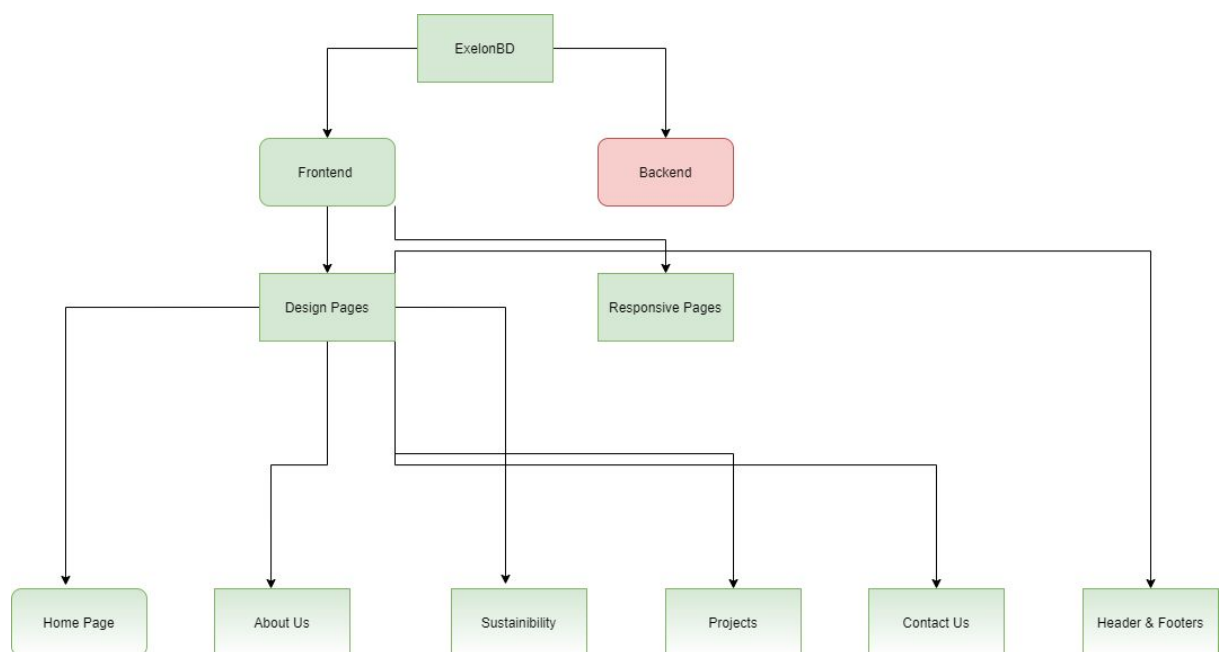 ExelonBD
Frontend
Backend
Design Pages
Responsive Pages
Home Page
About Us
Sustainibility
Projects
Contact Us
Header & Footers